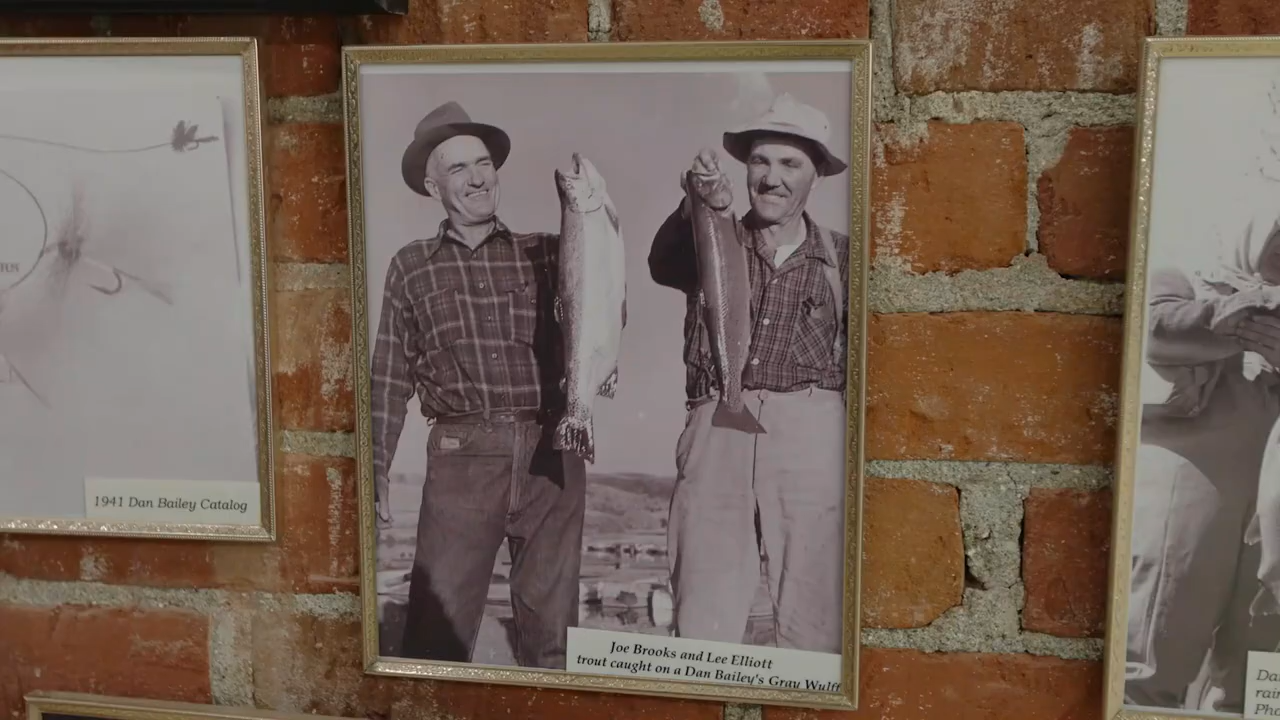 1941 Dan Bailey Catalog
Joe Brooks and Lee Elliott
trout caught on a Dan Bailey's Gray Wulff